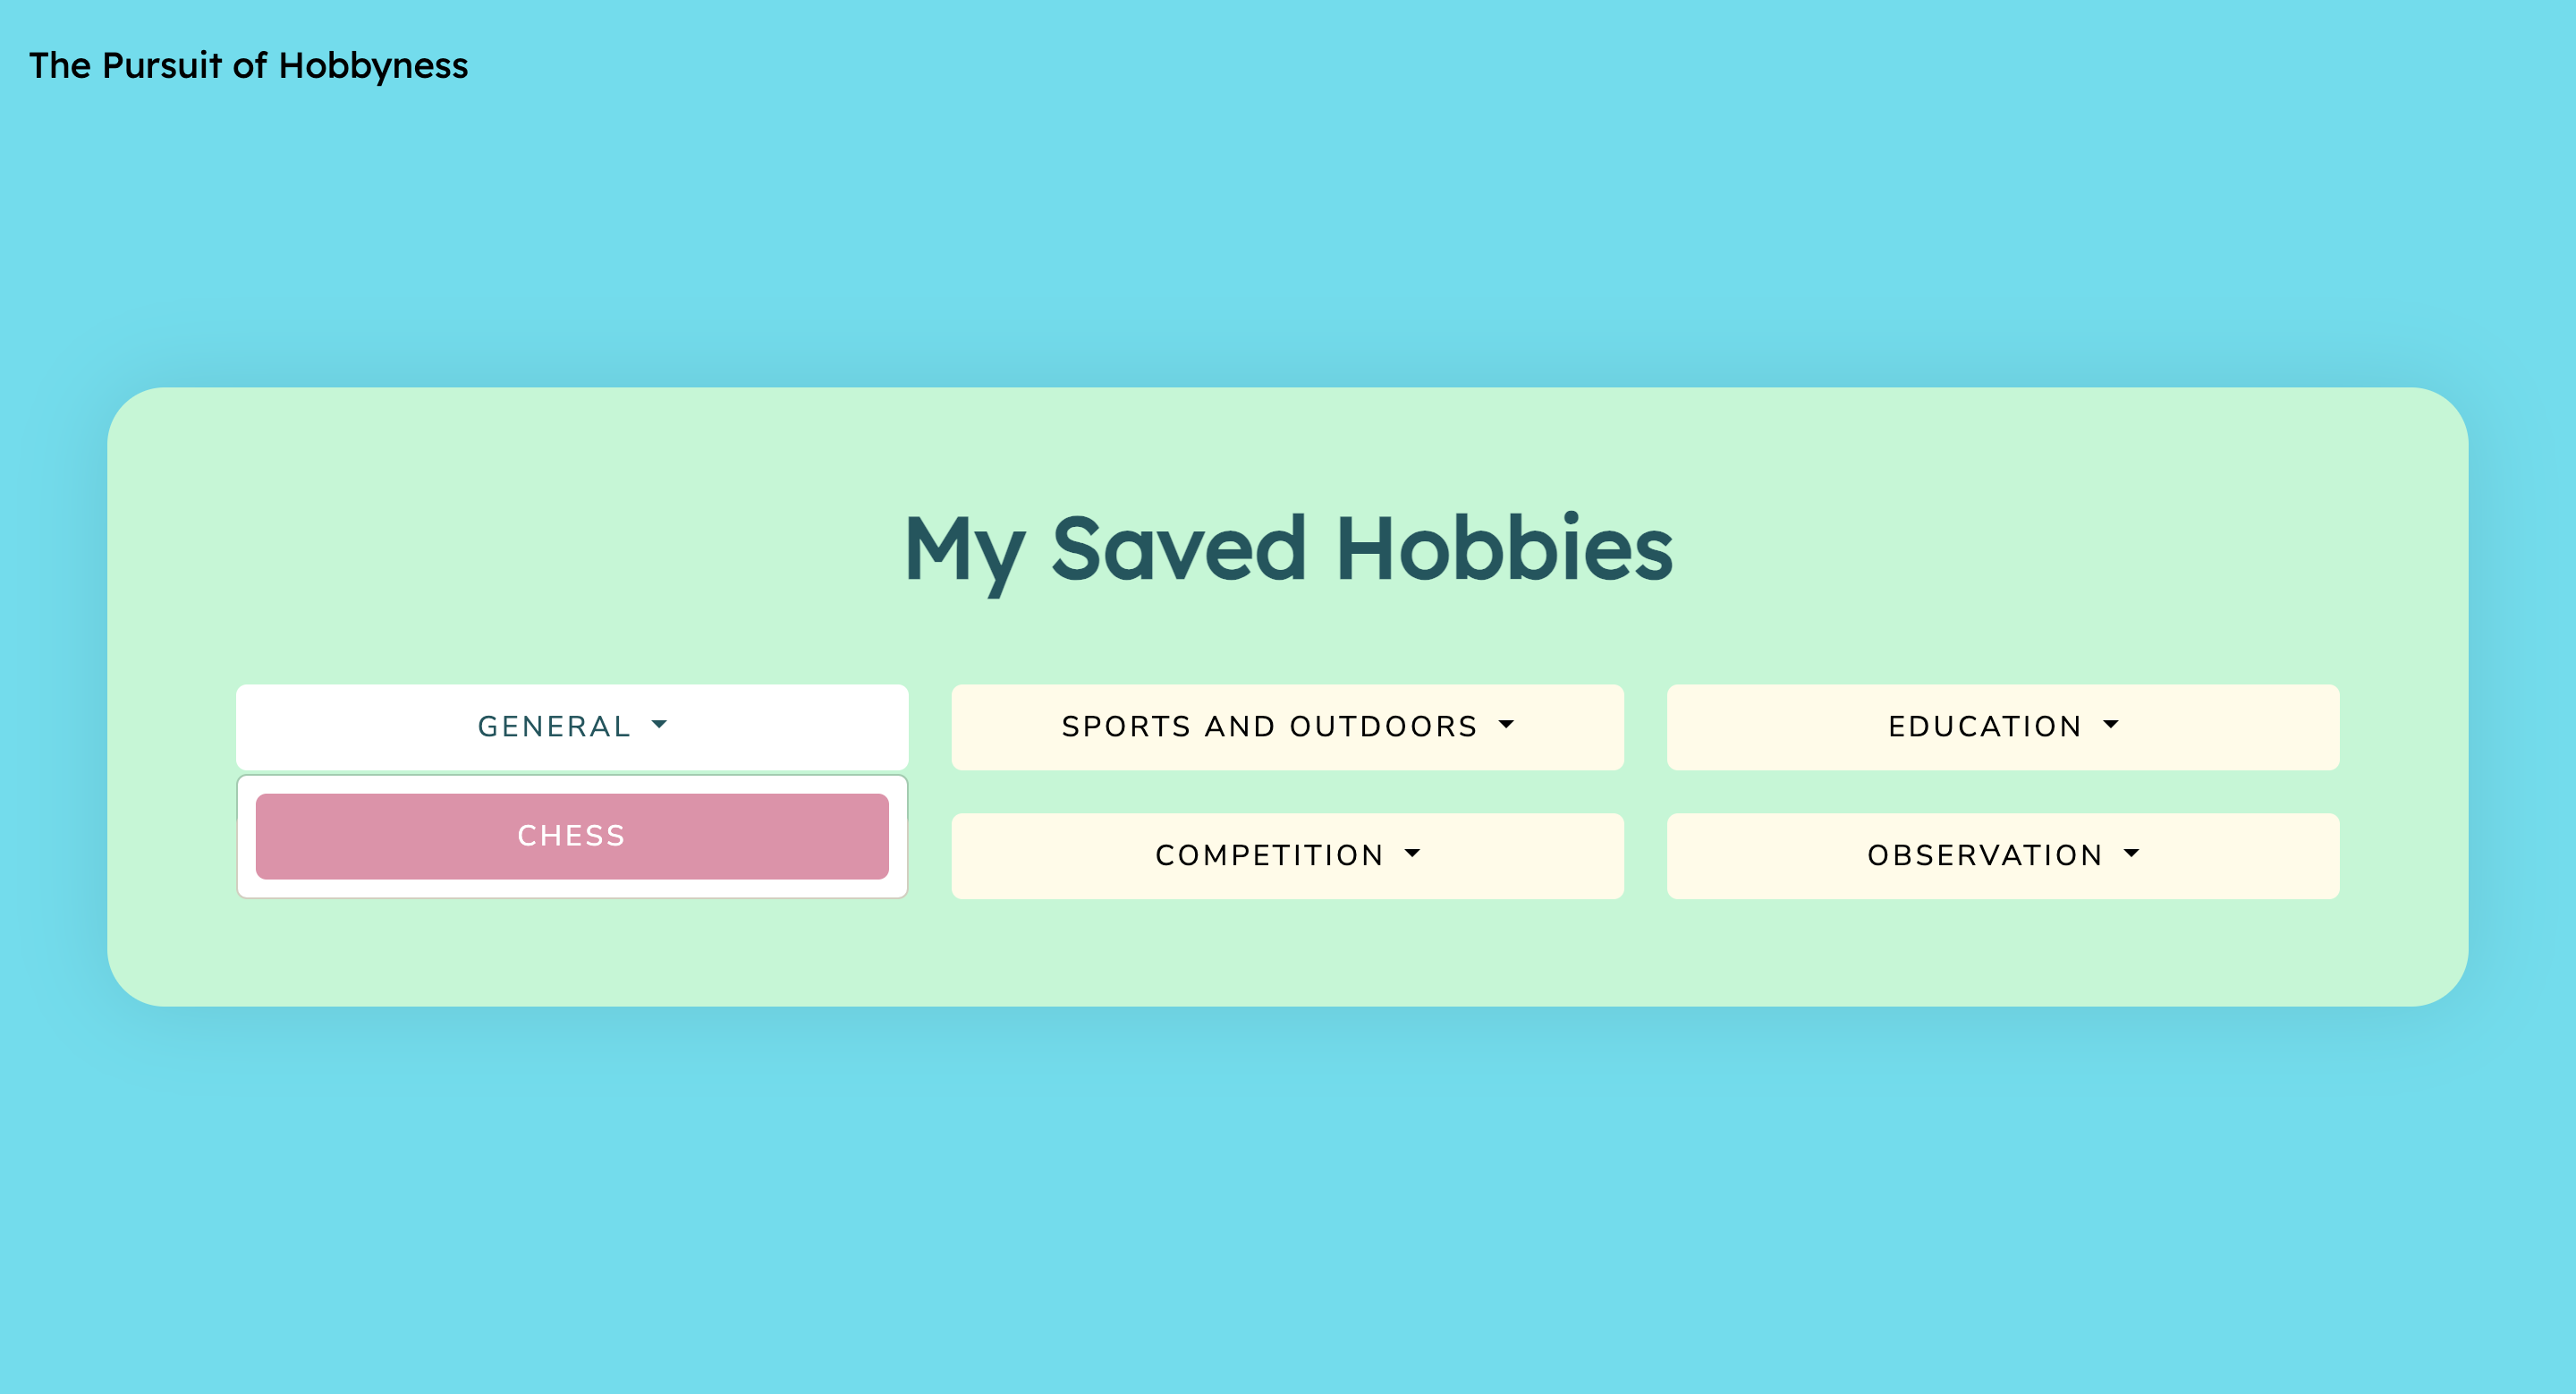 The Pursuit of Hobbyness
My Saved Hobbies
GENERAL
SPORTS AND OUTDOORS
EDUCATION
CHESS
COMPETITION
OBSERVATION